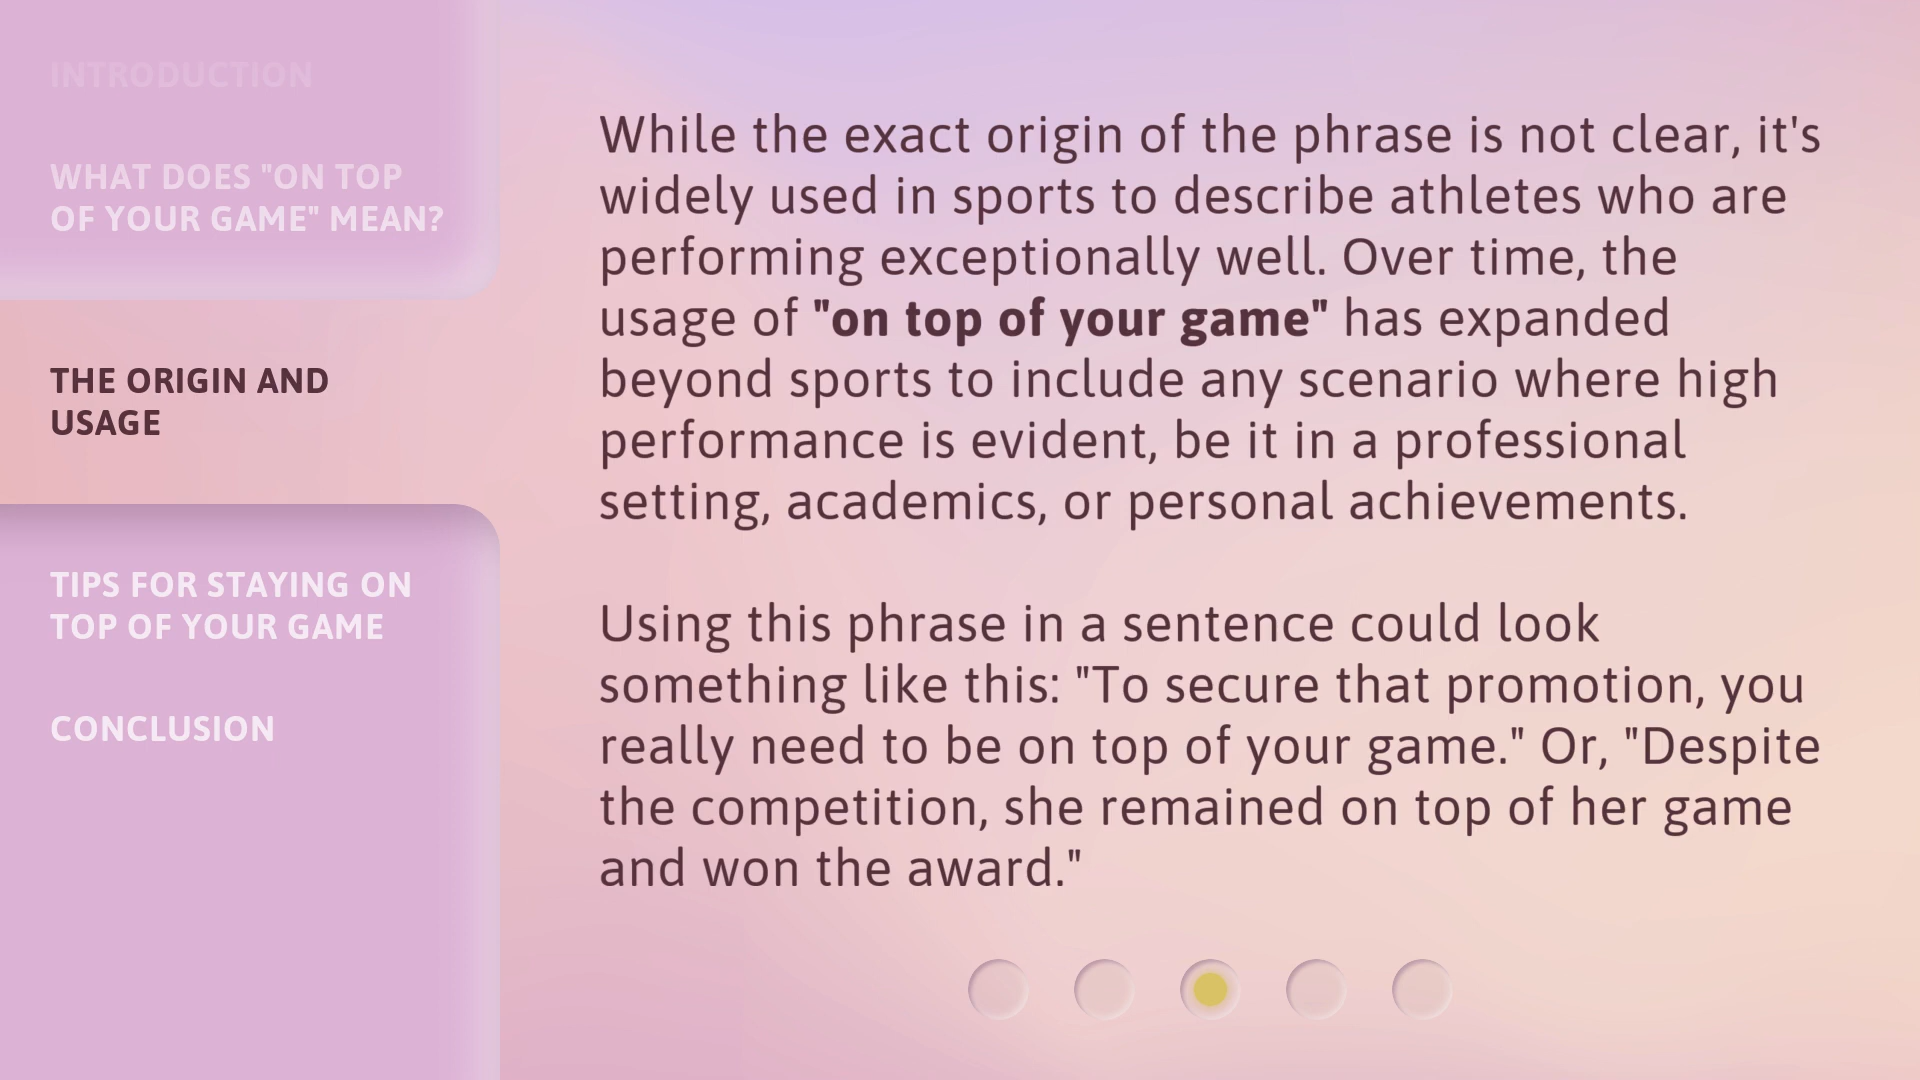 INTRODUCTION
WHAT DOES "ON TOP
OF YOUR GAME" MEAN?
THE ORIGIN AND
USAGE
TIPS FOR STAYING ON
TOP OF YOUR GAME
CONCLUSION
While the exact origin of the phrase is not clear, it's
widely used in sports to describe athletes who are
performing exceptionally well. Over time, the
usage of "on top of your game" has expanded
beyond sports to include any scenario where high
performance is evident, be it in a professional
setting, academics, or personal achievements.
Using this phrase in a sentence could look
something like this: "To secure that promotion, you
really need to be on top of your game." Or, "Despite
the competition, she remained on top of her game
and won the award."